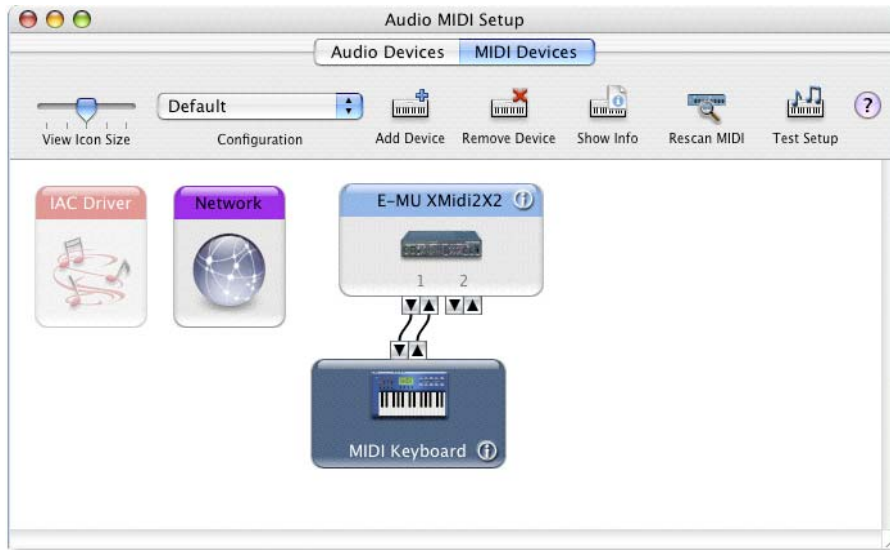 Audio MIDI Setup
Audio Devices MIDI Devices
Default
View Icon Size Configuration Add Device Remove Device Show Info Rescan MIDI Test Setup ?
IAC Driver Network E-MU XMidi2X2 i
1 2
MIDI Keyboard i